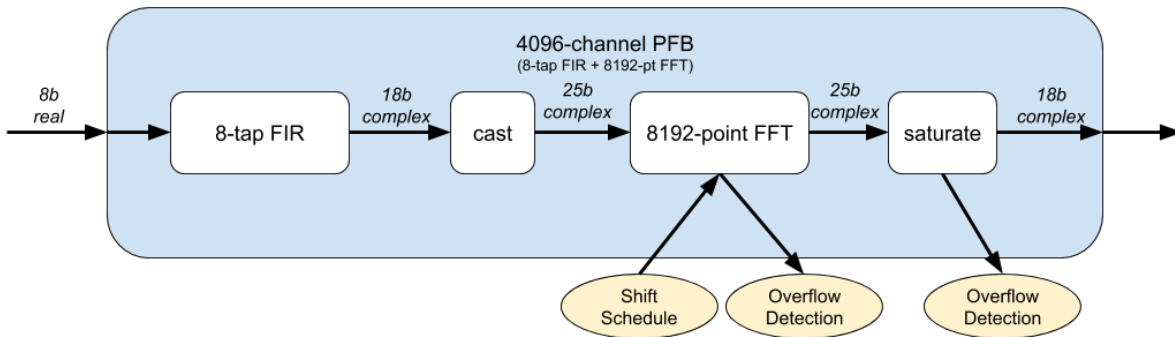 4096-channel PFB
(8-tap FIR + 8192-pt FFT)
8b
real
8-tap FIR
18b
complex
cast
25b
complex
8192-point FFT
25b
complex
saturate
18b
complex
Shift
Schedule
Overflow
Detection
Overflow
Detection